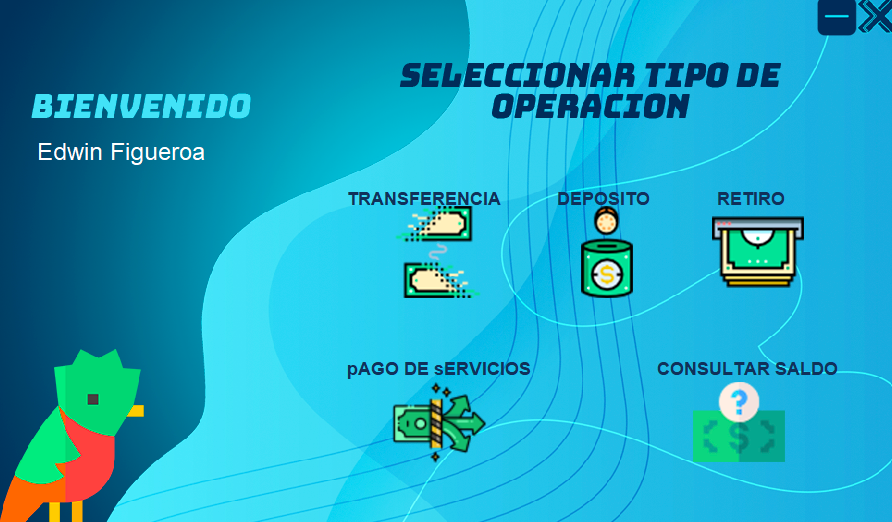 BIENVENIDO
Edwin Figueroa
SELECCIONAR TIPO DE
OPERACION
TRANSFERENCIA
DEPOSITO
RETIRO
$
pAGO DE sERVICIOS
CONSULTAR SALDO
?
$